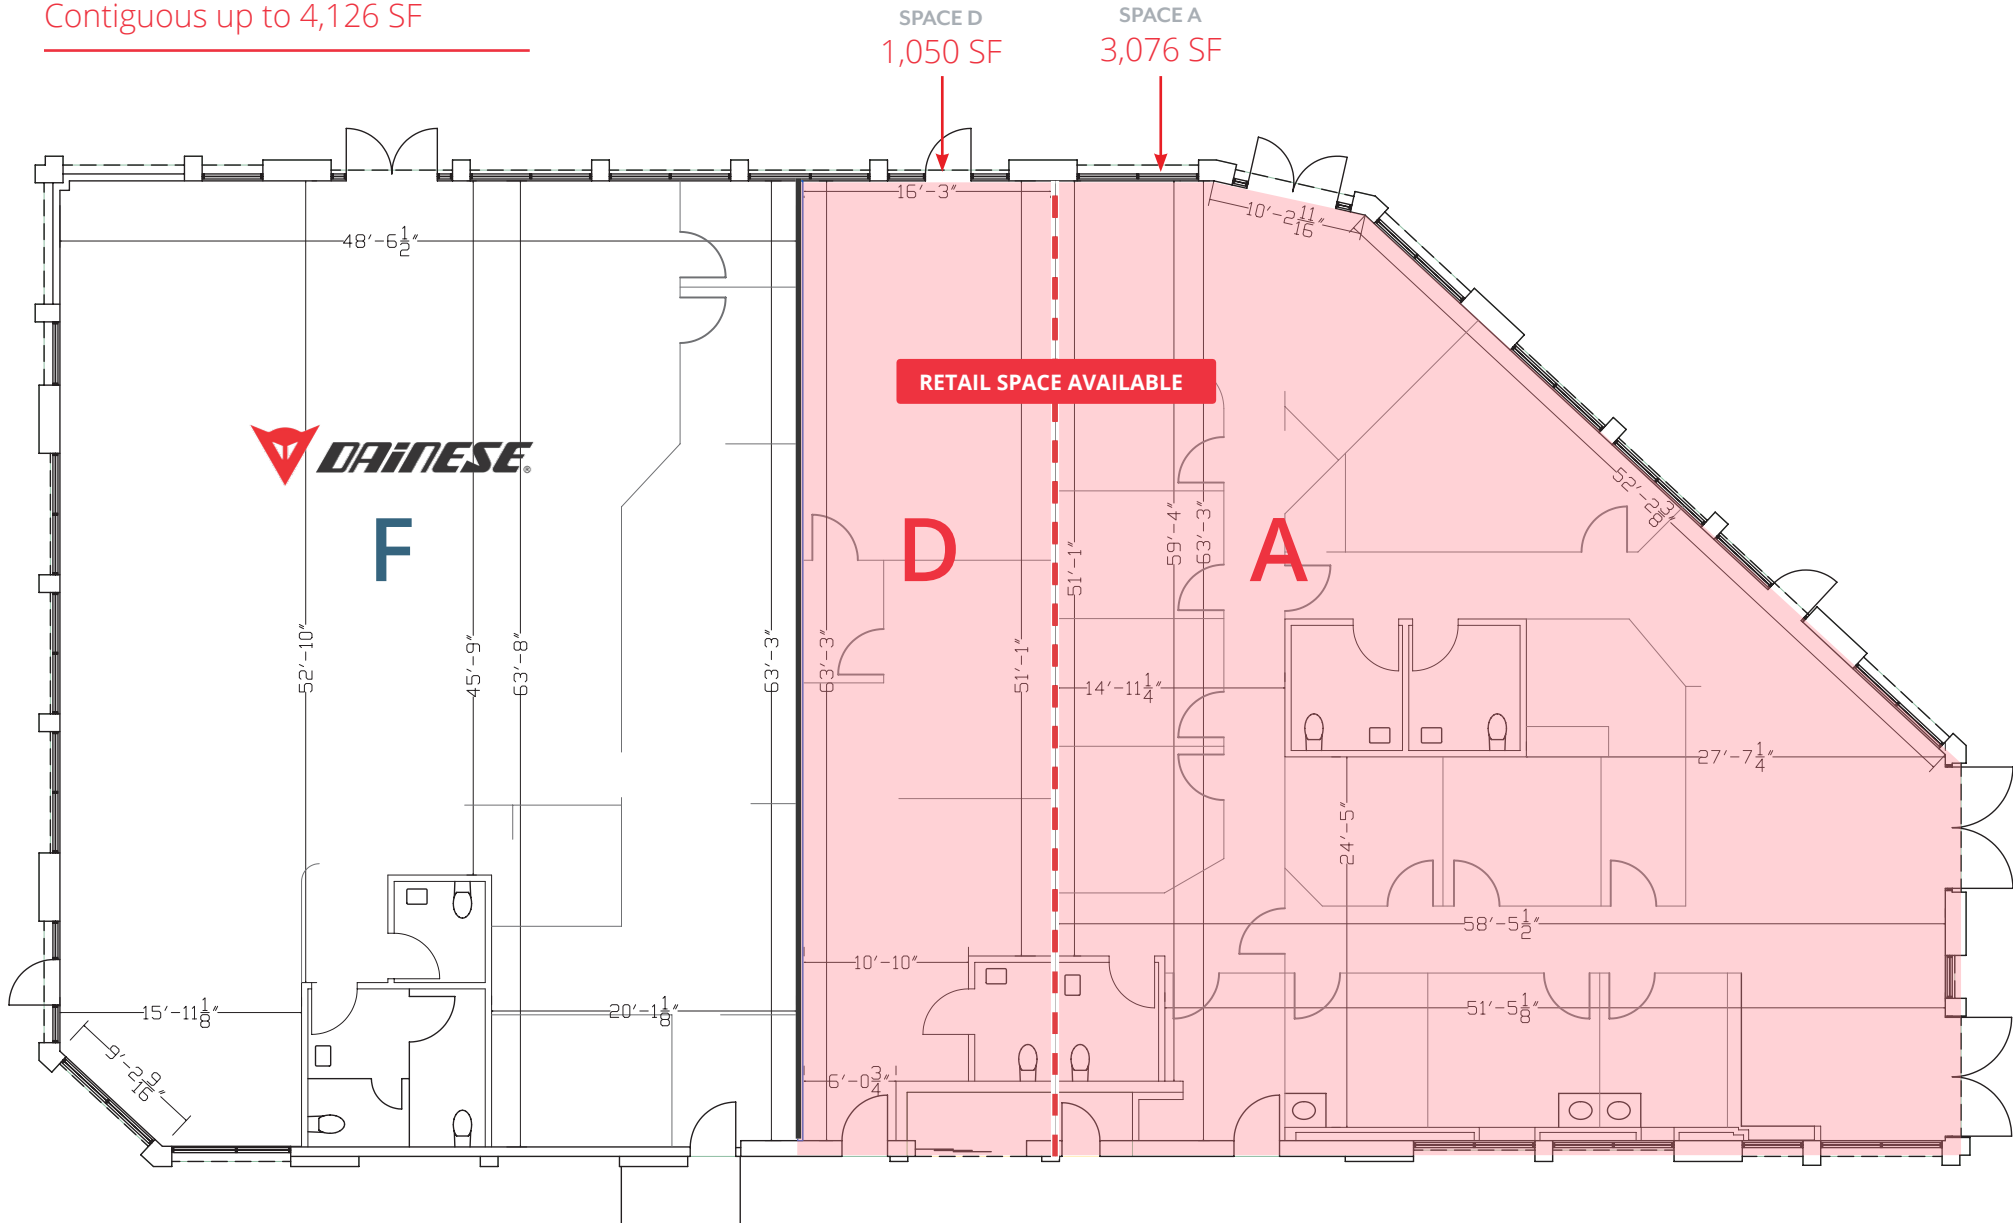 Contiguous up to 4,126 SF
SPACE D
1,050 SF
SPACE A
3,076 SF
16'-3"
10'-2 11/16"
48'-6 1/2"
RETAIL SPACE AVAILABLE
DAINESE®
F
D
A
52'-2 3/8"
59'-4"
63'-3"
51'-1"
52'-10"
45'-9"
63'-8"
63'-3"
63'-3"
51'-1"
14'-11 1/4"
27'-7 1/4"
24'-5"
58'-5 1/2"
10'-10"
15'-11 1/8"
20'-1 1/8"
51'-5 1/8"
9'-2 9/16"
6'-0 3/4"